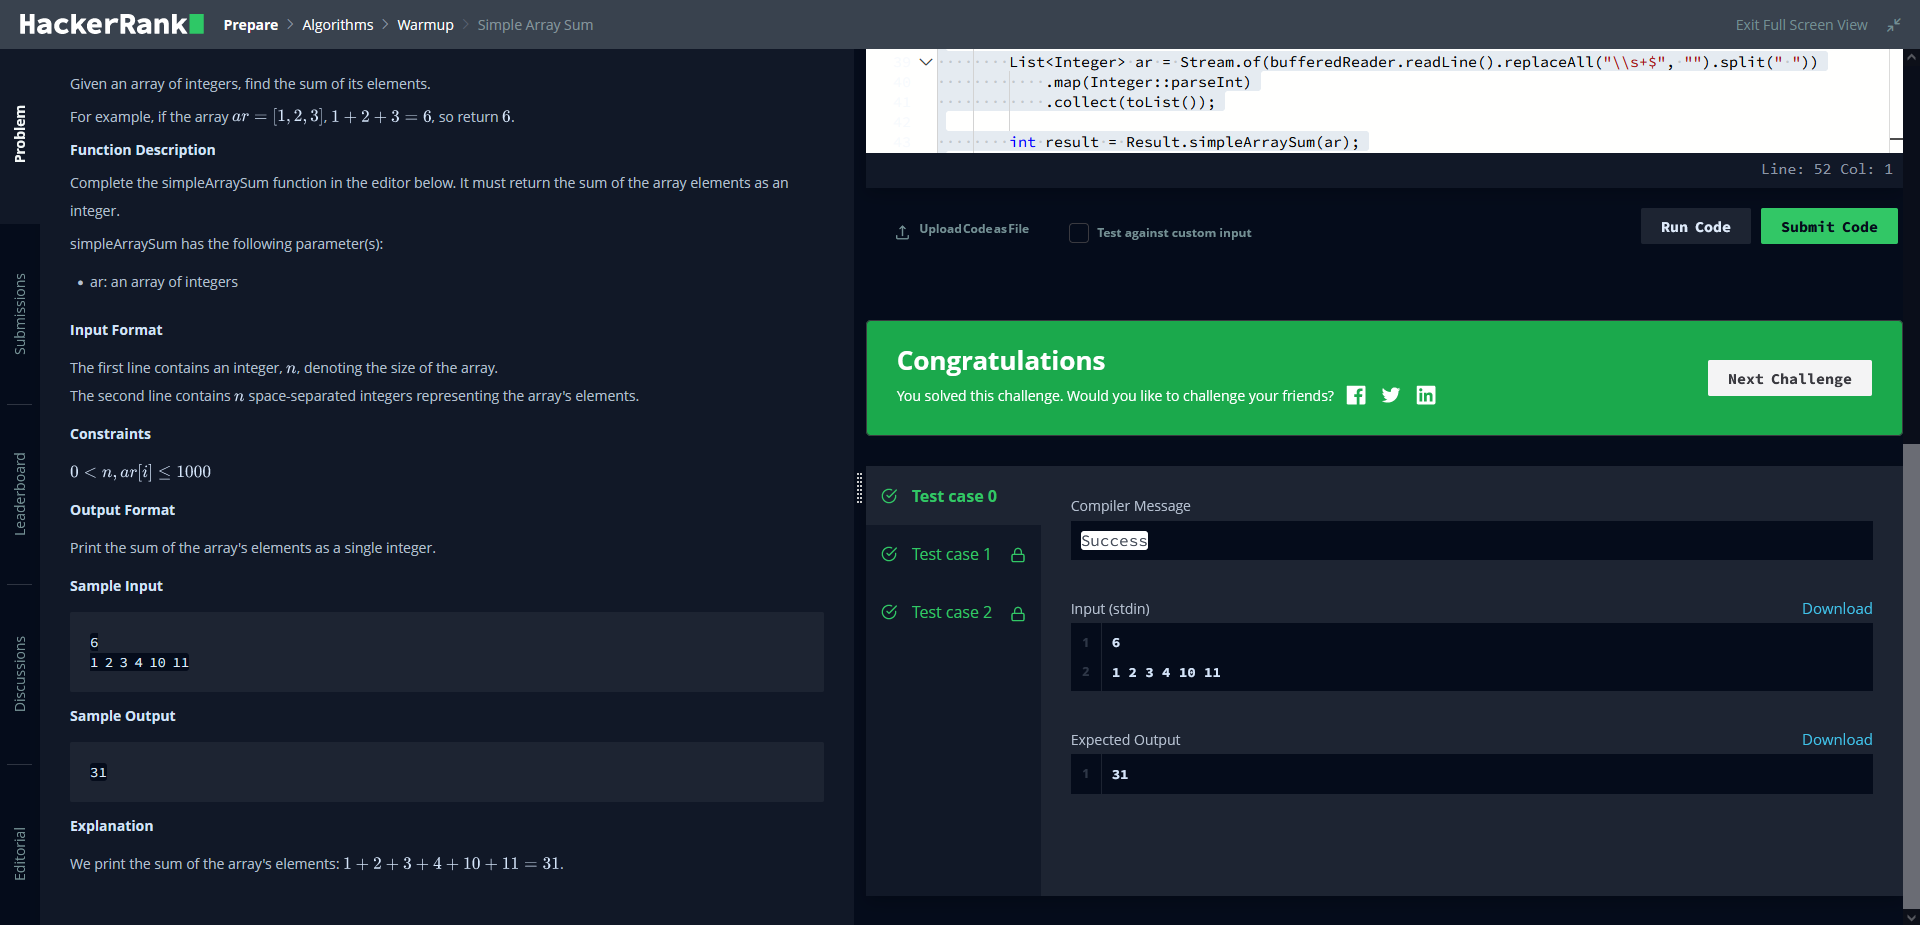 HackerRank
Prepare > Algorithms > Warmup > Simple Array Sum
Exit Full Screen View
Problem
Submissions
Leaderboard
Discussions
Editorial
Given an array of integers, find the sum of its elements.
For example, if the array ar = [1, 2, 3], 1 + 2 + 3 = 6, so return 6.
Function Description
Complete the simpleArraySum function in the editor below. It must return the sum of the array elements as an
integer.
simpleArraySum has the following parameter(s):
• ar: an array of integers
Input Format
The first line contains an integer, n, denoting the size of the array.
The second line contains n space-separated integers representing the array's elements.
Constraints
0 < n, ar[i] ≤ 1000
Output Format
Print the sum of the array's elements as a single integer.
Sample Input
6
1 2 3 4 10 11
Sample Output
31
Explanation
We print the sum of the array's elements: 1 + 2 + 3 + 4 + 10 + 11 = 31.
List<Integer> ar = Stream.of(bufferedReader.readLine().replaceAll("\\s+$", "").split(" "))
.map(Integer::parseInt)
.collect(toList());
int result = Result.simpleArraySum(ar);
Line: 52 Col: 1
Upload Code as File
Test against custom input
Run Code
Submit Code
Congratulations
You solved this challenge. Would you like to challenge your friends?
Next Challenge
Test case 0
Test case 1
Test case 2
Compiler Message
Success
Input (stdin)
Download
1 6
2 1 2 3 4 10 11
Expected Output
Download
1 31